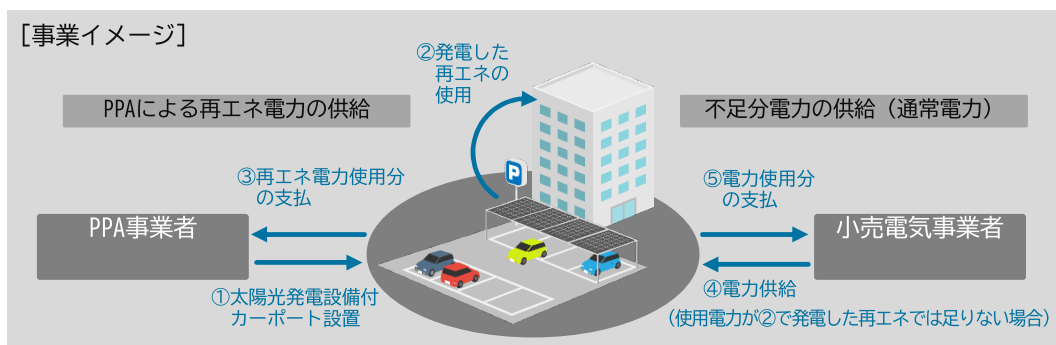 [事業イメージ]
②発電した
再エネの
使用
PPAによる再エネ電力の供給
不足分電力の供給（通常電力）
P
③再エネ電力使用分
の支払
⑤電力使用分
の支払
PPA事業者
小売電気事業者
①太陽光発電設備付
カーポート設置
④電力供給
（使用電力が②で発電した再エネでは足りない場合）